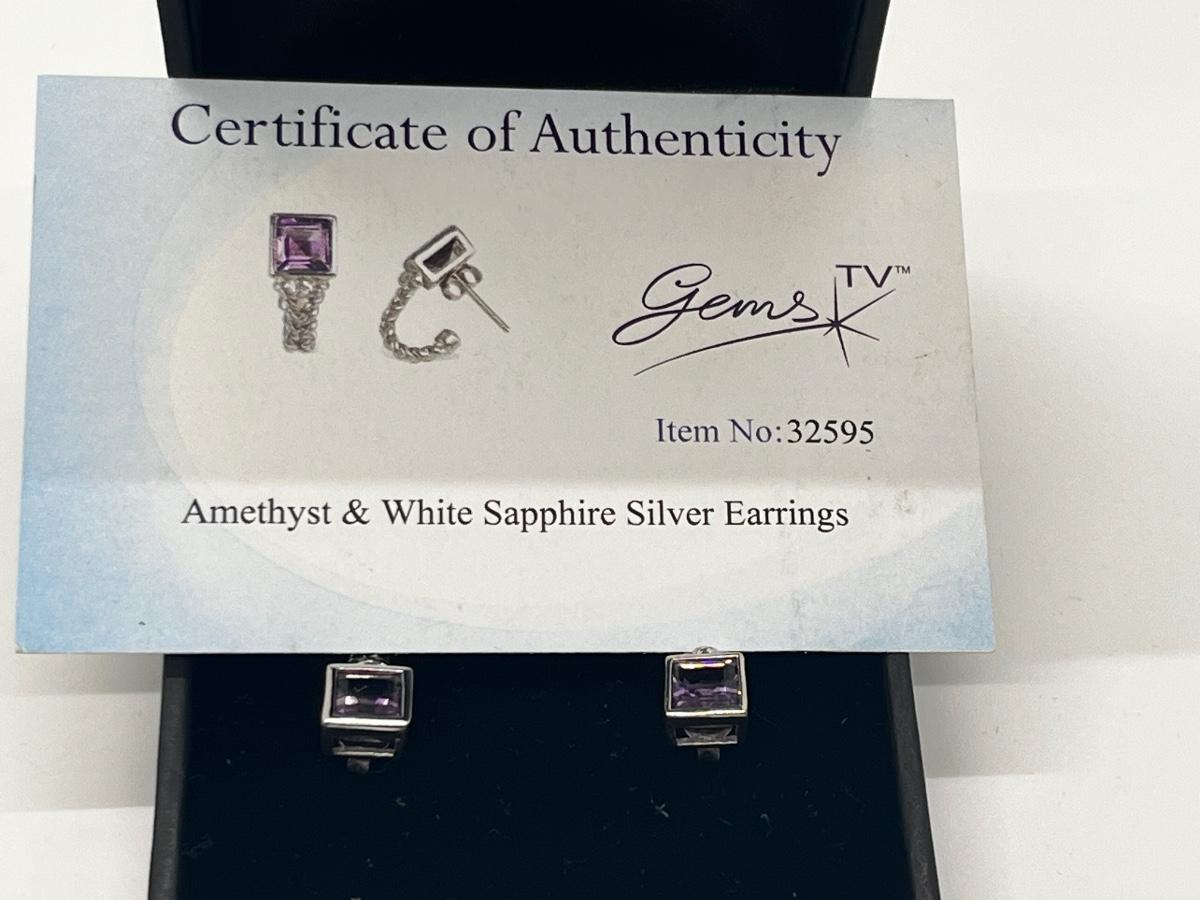 Certificate of Authenticity
Gems TV™
Item No: 32595
Amethyst & White Sapphire Silver Earrings